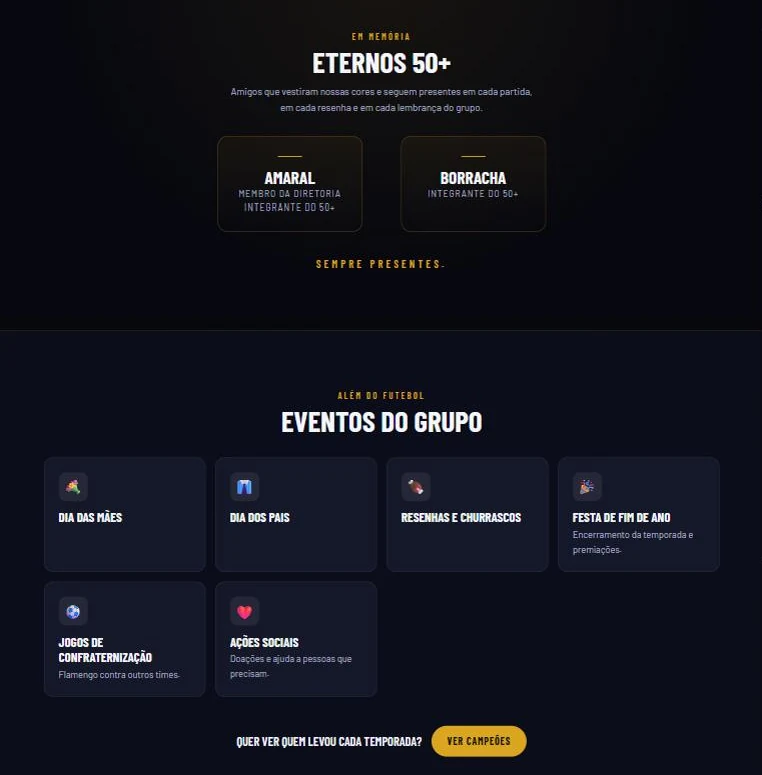 EM MEMÓRIA
ETERNOS 50+
Amigos que vestiram nossas cores e seguem presentes em cada partida,
em cada resenha e em cada lembrança do grupo.
AMARAL
MEMBRO DA DIRETORIA
INTEGRANTE DO 50+
BORRACHA
INTEGRANTE DO 50+
SEMPRE PRESENTES.
ALÉM DO FUTEBOL
EVENTOS DO GRUPO
DIA DAS MÃES
DIA DOS PAIS
RESENHAS E CHURRASCOS
FESTA DE FIM DE ANO
Encerramento da temporada e
premiações.
JOGOS DE
CONFRATERNIZAÇÃO
Flamengo contra outros times.
AÇÕES SOCIAIS
Doações e ajuda a pessoas que
precisam.
QUER VER QUEM LEVOU CADA TEMPORADA?
VER CAMPEÕES